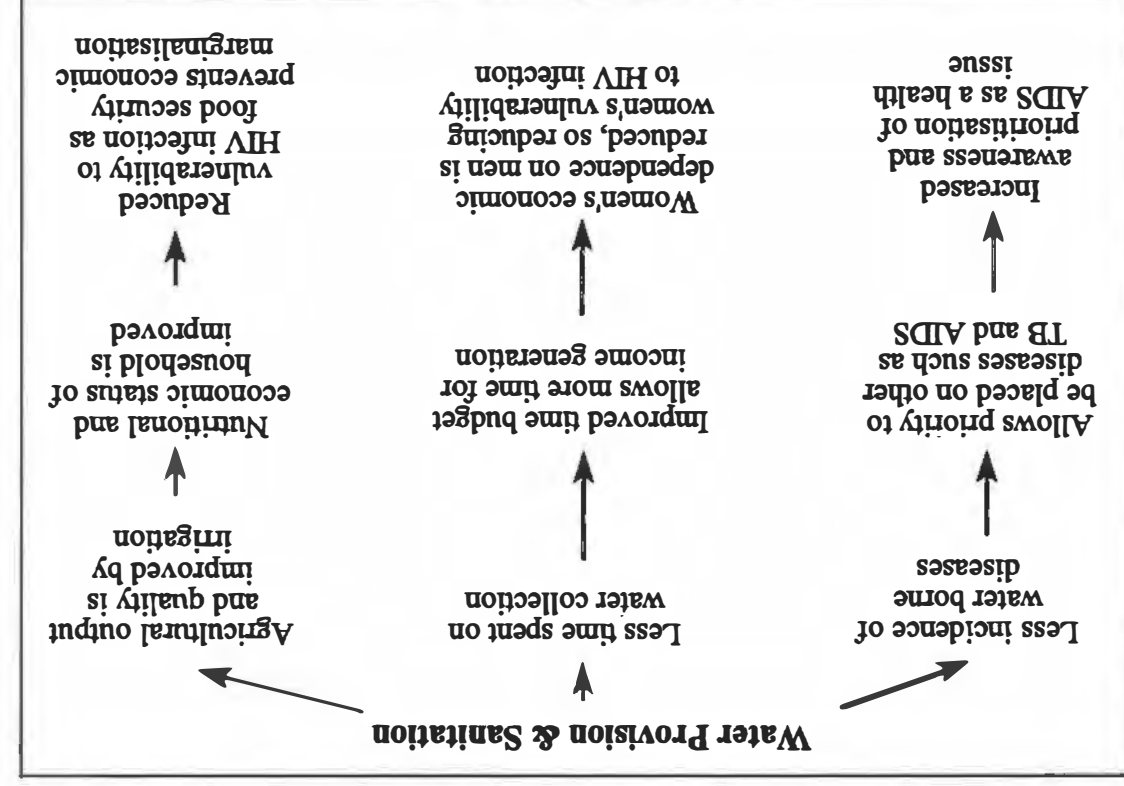 Water Provision & Sanitation
Less incidence of
water borne
diseases
Allows priority to
be placed on other
diseases such as
TB and AIDS
Increased
awareness and
prioritisation of
AIDS as a health
issue
Less time spent on
water collection
Improved time budget
allows more time for
income generation
Women's economic
dependence on men is
reduced, so reducing
women's vulnerability
to HIV infection
Agricultural output
and quality is
improved by
irrigation
Nutritional and
economic status of
household is
improved
Reduced
vulnerability to
HIV infection as
food security
prevents economic
marginalisation